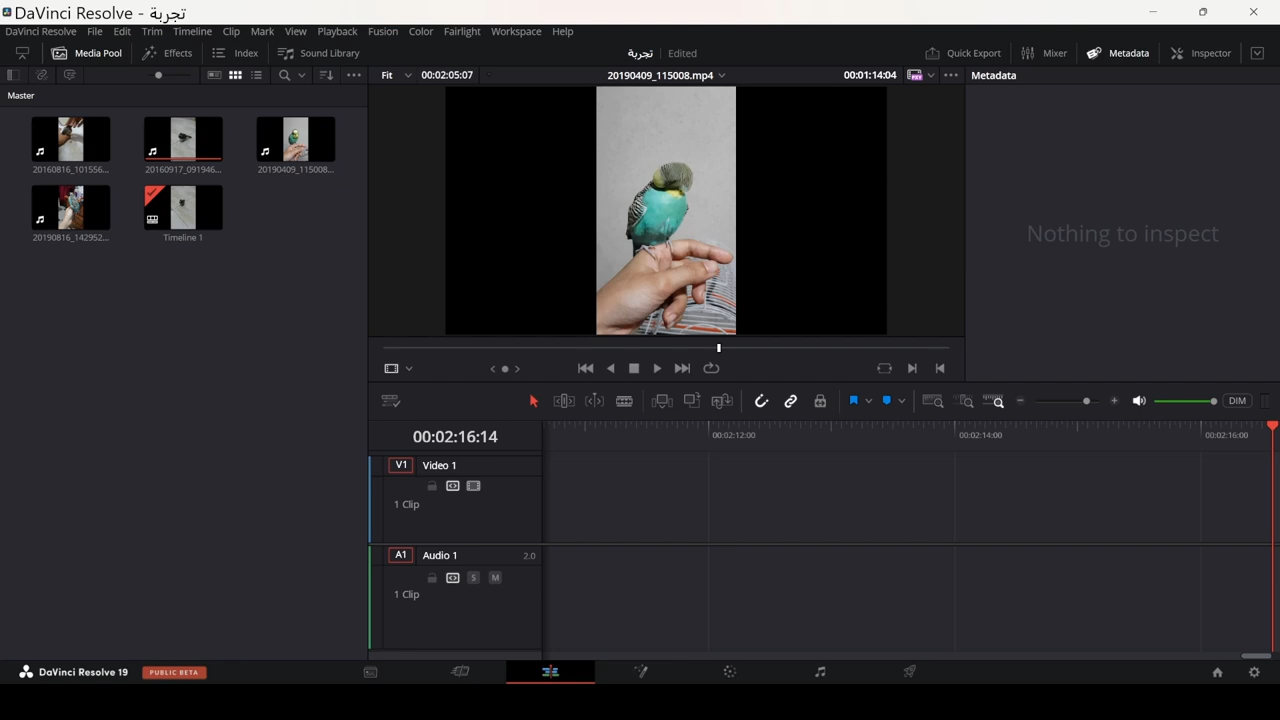 DaVinci Resolve - تجربة
DaVinci Resolve File Edit Trim Timeline Clip Mark View Playback Fusion Color Fairlight Workspace Help
Media Pool Effects Index Sound Library تجربة Edited Quick Export Mixer Metadata Inspector
Fit 00:02:05:07 20190409_115008.mp4 00:01:14:04 Metadata
Master
20160816_101556... 20160917_091946... 20190409_115008...
20190816_142952... Timeline 1
Nothing to inspect
DIM
00:02:16:14 00:02:12:00 00:02:14:00 00:02:16:00
V1 Video 1
1 Clip
A1 Audio 1 2.0
S M
1 Clip
DaVinci Resolve 19 PUBLIC BETA